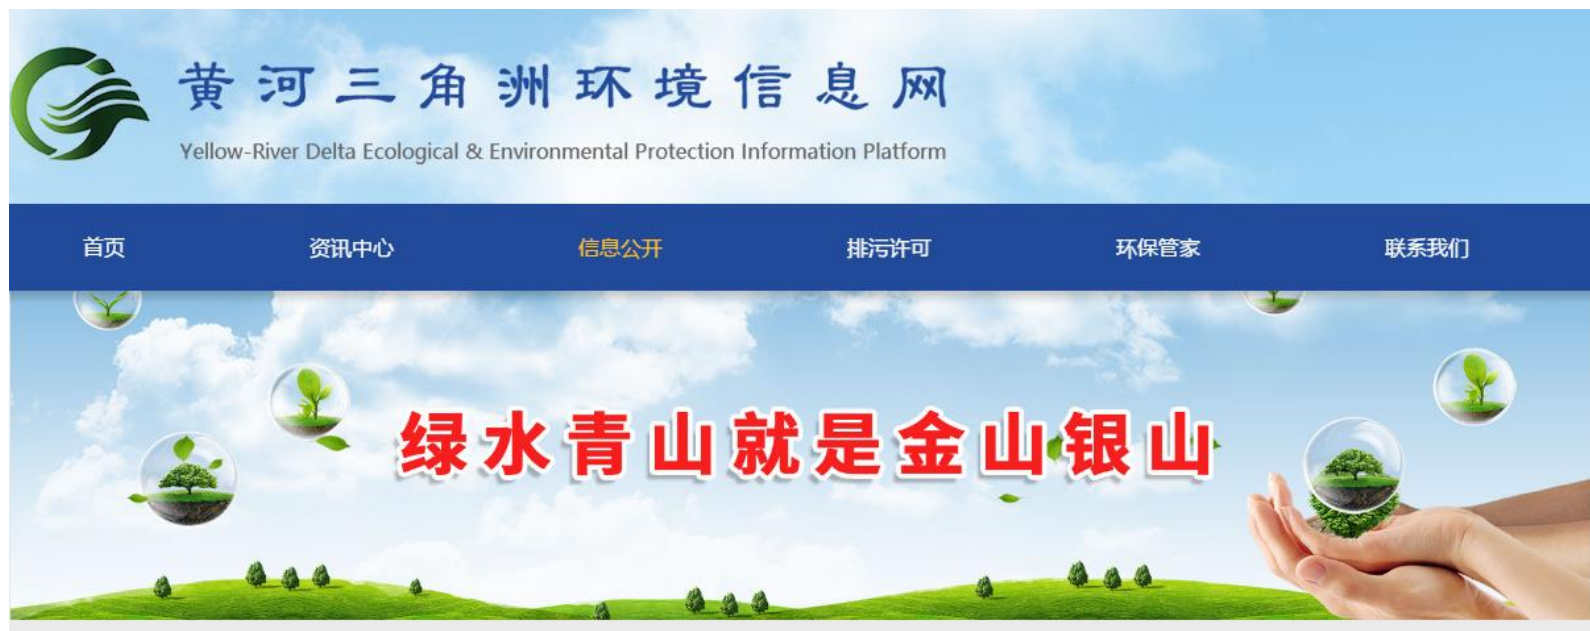 黄河三角洲环境信息网
Yellow-River Delta Ecological & Environmental Protection Information Platform
首页 资讯中心 信息公开 排污许可 环保管家 联系我们
绿水青山就是金山银山